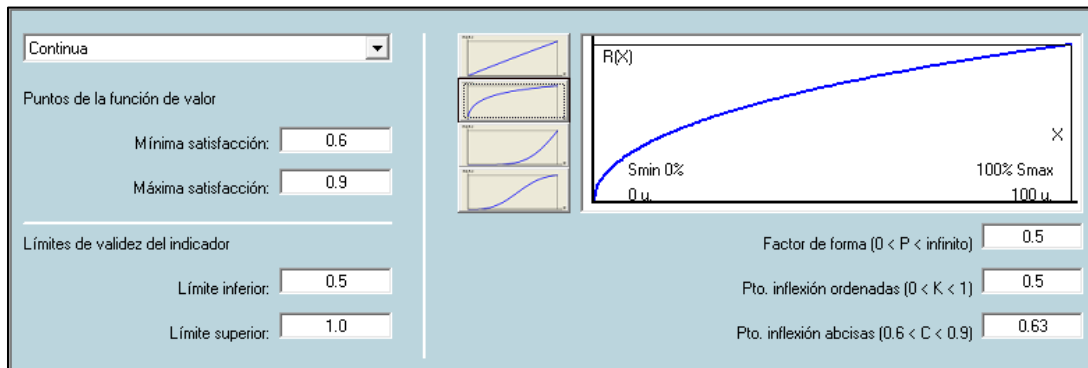 Continua
Puntos de la función de valor
Mínima satisfacción: 0.6
Máxima satisfacción: 0.9
Límites de validez del indicador
Límite inferior: 0.5
Límite superior: 1.0
R(X)
X
Smin 0% 100% Smax
0 u. 100 u.
Factor de forma (0 < P < infinito) 0.5
Pto. inflexión ordenadas (0 < K < 1) 0.5
Pto. inflexión abcisas (0.6 < C < 0.9) 0.63